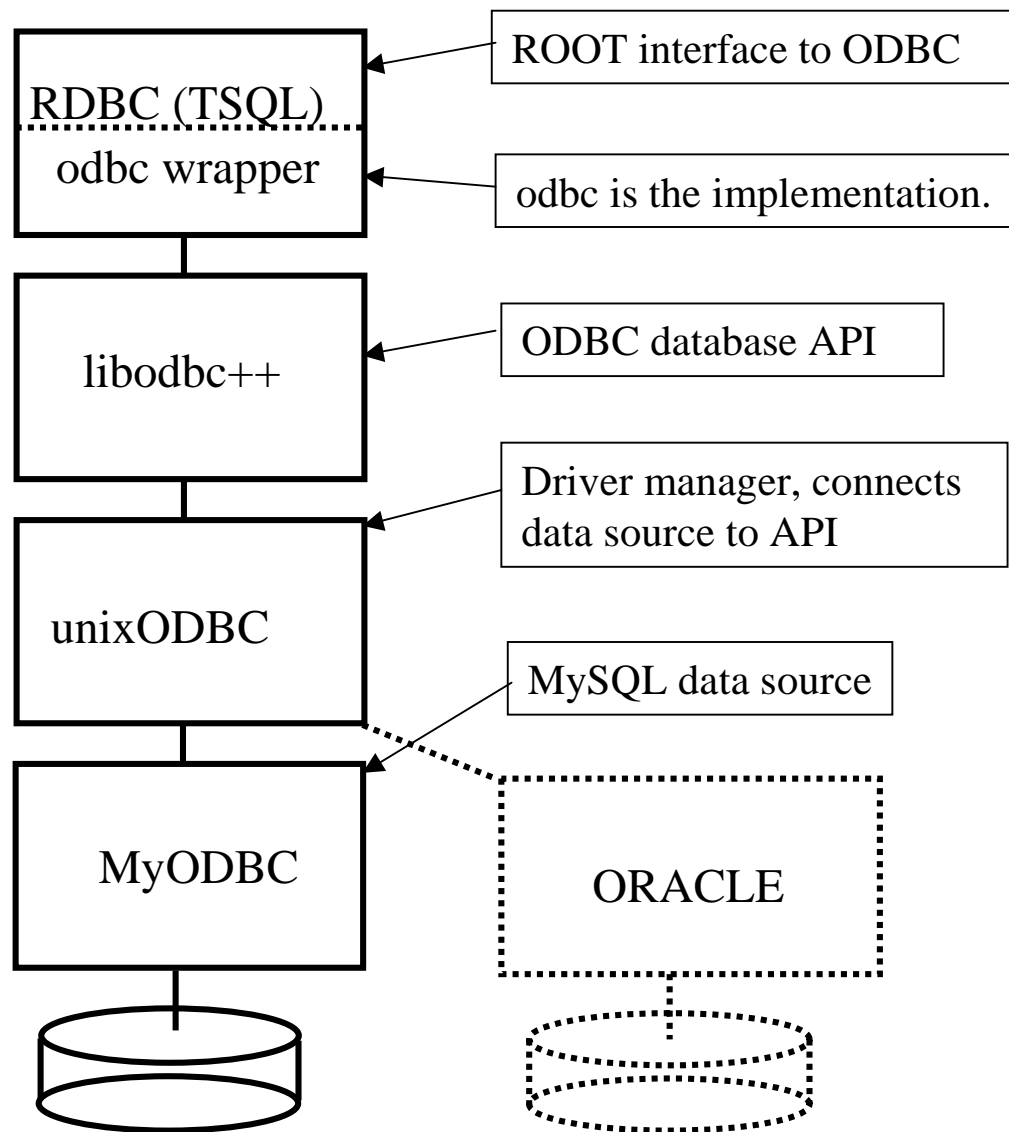 ROOT interface to ODBC
RDBC (TSQL)
odbc wrapper
odbc is the implementation.
ODBC database API
libodbc++
Driver manager, connects
data source to API
unixODBC
MySQL data source
MyODBC
ORACLE